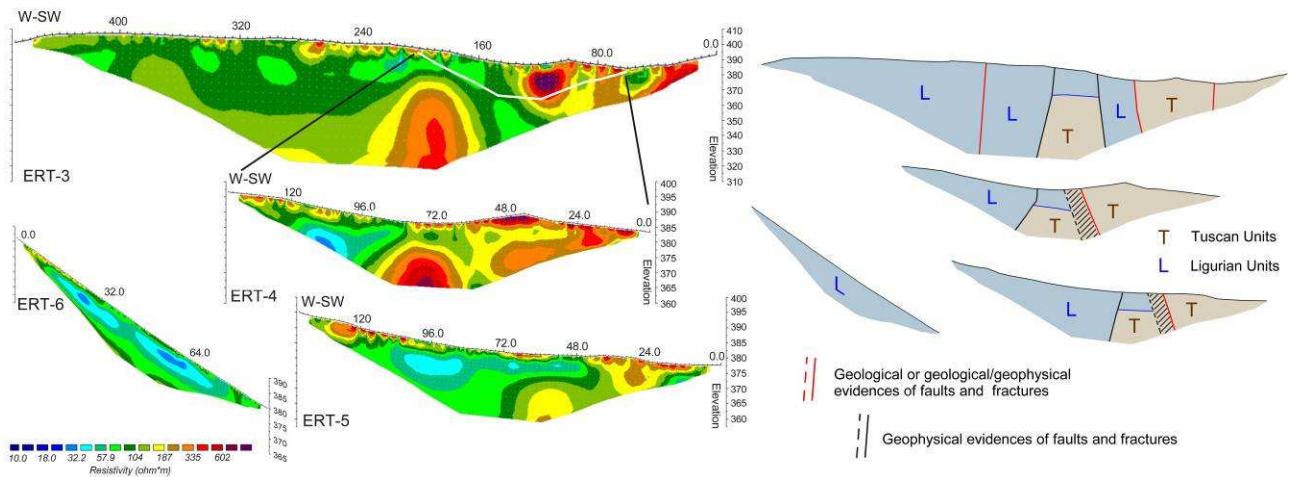 W-SW
400
320
240
160
80.0
0.0
410
400
390
380
370
360
350
340
330
320
310
Elevation
ERT-3
W-SW
120
96.0
72.0
48.0
24.0
0.0
400
395
390
385
380
375
370
365
360
Elevation
ERT-4
0.0
32.0
64.0
390
385
380
375
370
365
ERT-6
W-SW
120
96.0
72.0
48.0
24.0
0.0
400
395
390
385
380
375
370
365
360
Elevation
ERT-5
10.0 18.0 32.2 57.9 104 187 335 602
Resistivity (ohm*m)
L
L
T
L
T
L
T
T
L
L
T
T
T Tuscan Units
L Ligurian Units
Geological or geological/geophysical
evidences of faults and fractures
Geophysical evidences of faults and fractures